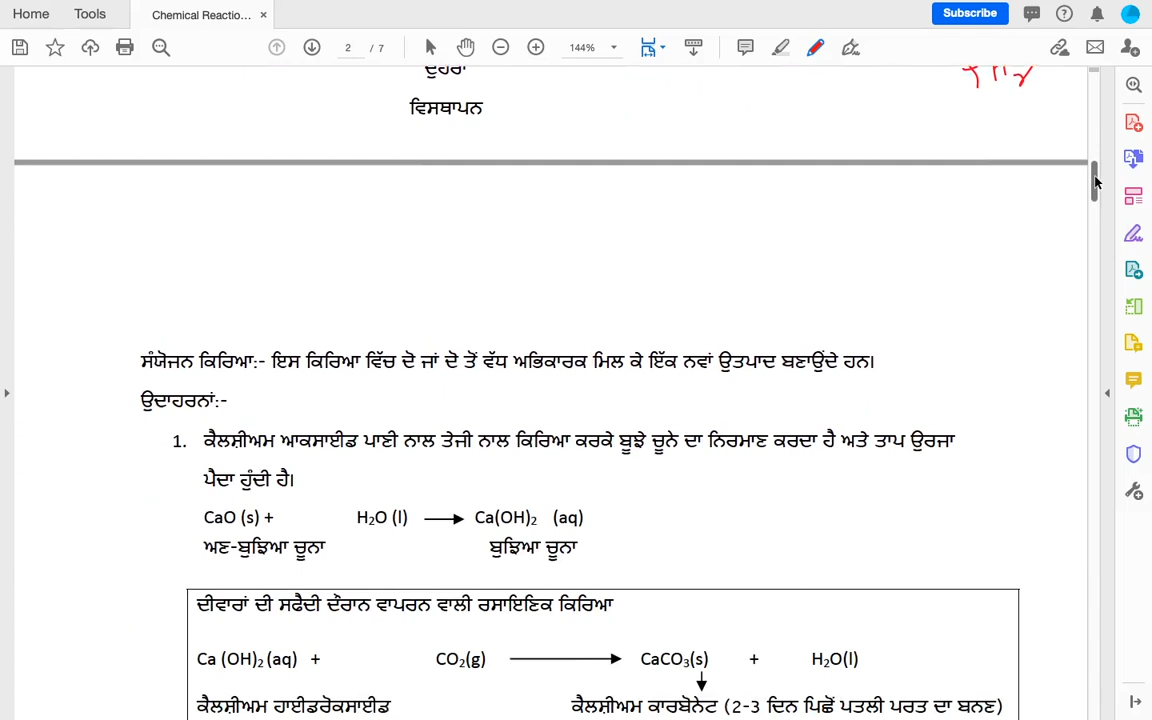 Home Tools Chemical Reactio... × Subscribe
2 / 7 144%
ਦੂਹਰਾ
ਵਿਸਥਾਪਨ
ਸੰਯੋਜਨ ਕਿਰਿਆ:- ਇਸ ਕਿਰਿਆ ਵਿੱਚ ਦੋ ਜਾਂ ਦੋ ਤੋਂ ਵੱਧ ਅਭਿਕਾਰਕ ਮਿਲ ਕੇ ਇੱਕ ਨਵਾਂ ਉਤਪਾਦ ਬਣਾਉਂਦੇ ਹਨ।
ਉਦਾਹਰਨਾਂ:-
1. ਕੈਲਸ਼ੀਅਮ ਆਕਸਾਈਡ ਪਾਣੀ ਨਾਲ ਤੇਜੀ ਨਾਲ ਕਿਰਿਆ ਕਰਕੇ ਬੂਝੇ ਚੂਨੇ ਦਾ ਨਿਰਮਾਣ ਕਰਦਾ ਹੈ ਅਤੇ ਤਾਪ ਉਰਜਾ
ਪੈਦਾ ਹੁੰਦੀ ਹੈ।
CaO (s) + H₂O (l) ⟶ Ca(OH)₂ (aq)
ਅਣ-ਬੁਝਿਆ ਚੂਨਾ ਬੁਝਿਆ ਚੂਨਾ
ਦੀਵਾਰਾਂ ਦੀ ਸਫੈਦੀ ਦੌਰਾਨ ਵਾਪਰਨ ਵਾਲੀ ਰਸਾਇਣਿਕ ਕਿਰਿਆ
Ca (OH)₂ (aq) + CO₂(g) ⟶ CaCO₃(s) + H₂O(l)
ਕੈਲਸ਼ੀਅਮ ਹਾਈਡਰੋਕਸਾਈਡ ਕੈਲਸ਼ੀਅਮ ਕਾਰਬੋਨੇਟ (2-3 ਦਿਨ ਪਿਛੋਂ ਪਤਲੀ ਪਰਤ ਦਾ ਬਨਣ)